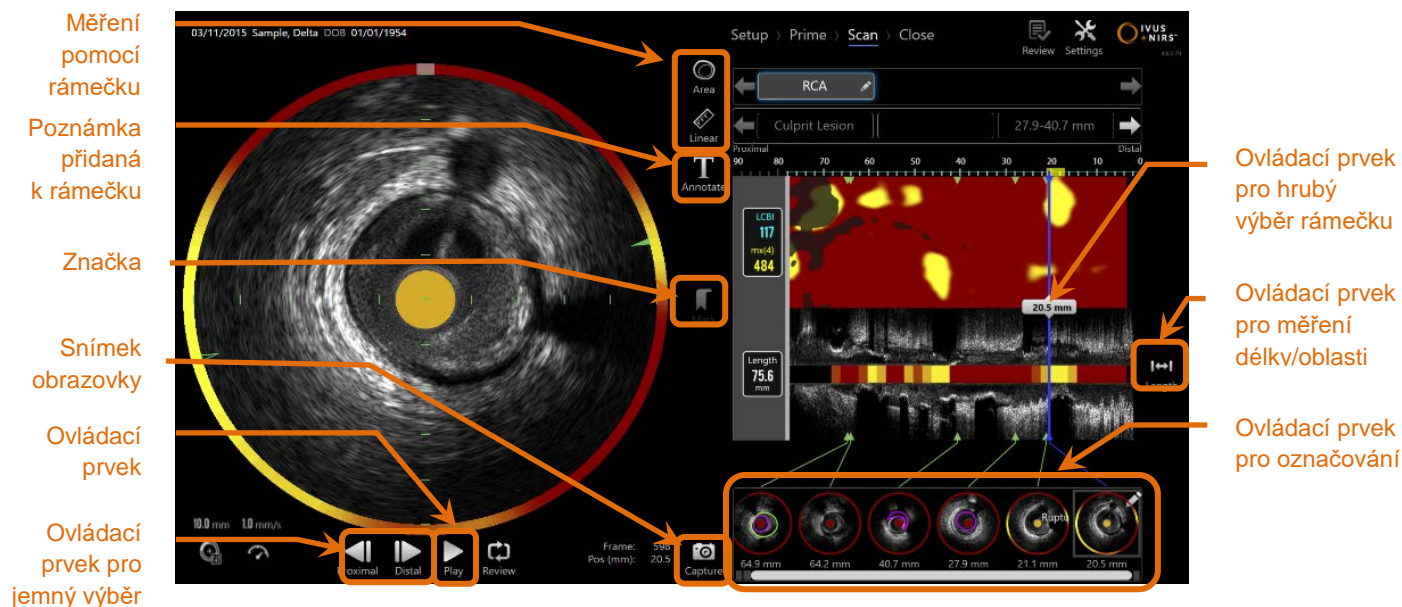 Měření
pomocí
rámečku
Poznámka
přidaná
k rámečku
Značka
Snímek
obrazovky
Ovládací
prvek
Ovládací
prvek pro
jemný výběr
03/11/2015 Sample, Delta DOB 01/01/1954
Area
Linear
Annotate
10.0 mm 1.0 mm/s
Proximal
Distal
Play
Review
Frame: 598
Pos (mm): 20.5
Capture
Setup › Prime › Scan › Close
Review
Settings
IVUS
+NIRS
RCA
Culprit Lesion
27.9-40.7 mm
Proximal
Distal
90 80 70 60 50 40 30 20 10 0
LCBI
117
mx(4)
484
20.5 mm
Length
75.6
mm
Length
Ruptu
64.9 mm
64.2 mm
40.7 mm
27.9 mm
21.1 mm
20.5 mm
Ovládací prvek
pro hrubý
výběr rámečku
Ovládací prvek
pro měření
délky/oblasti
Ovládací prvek
pro označování